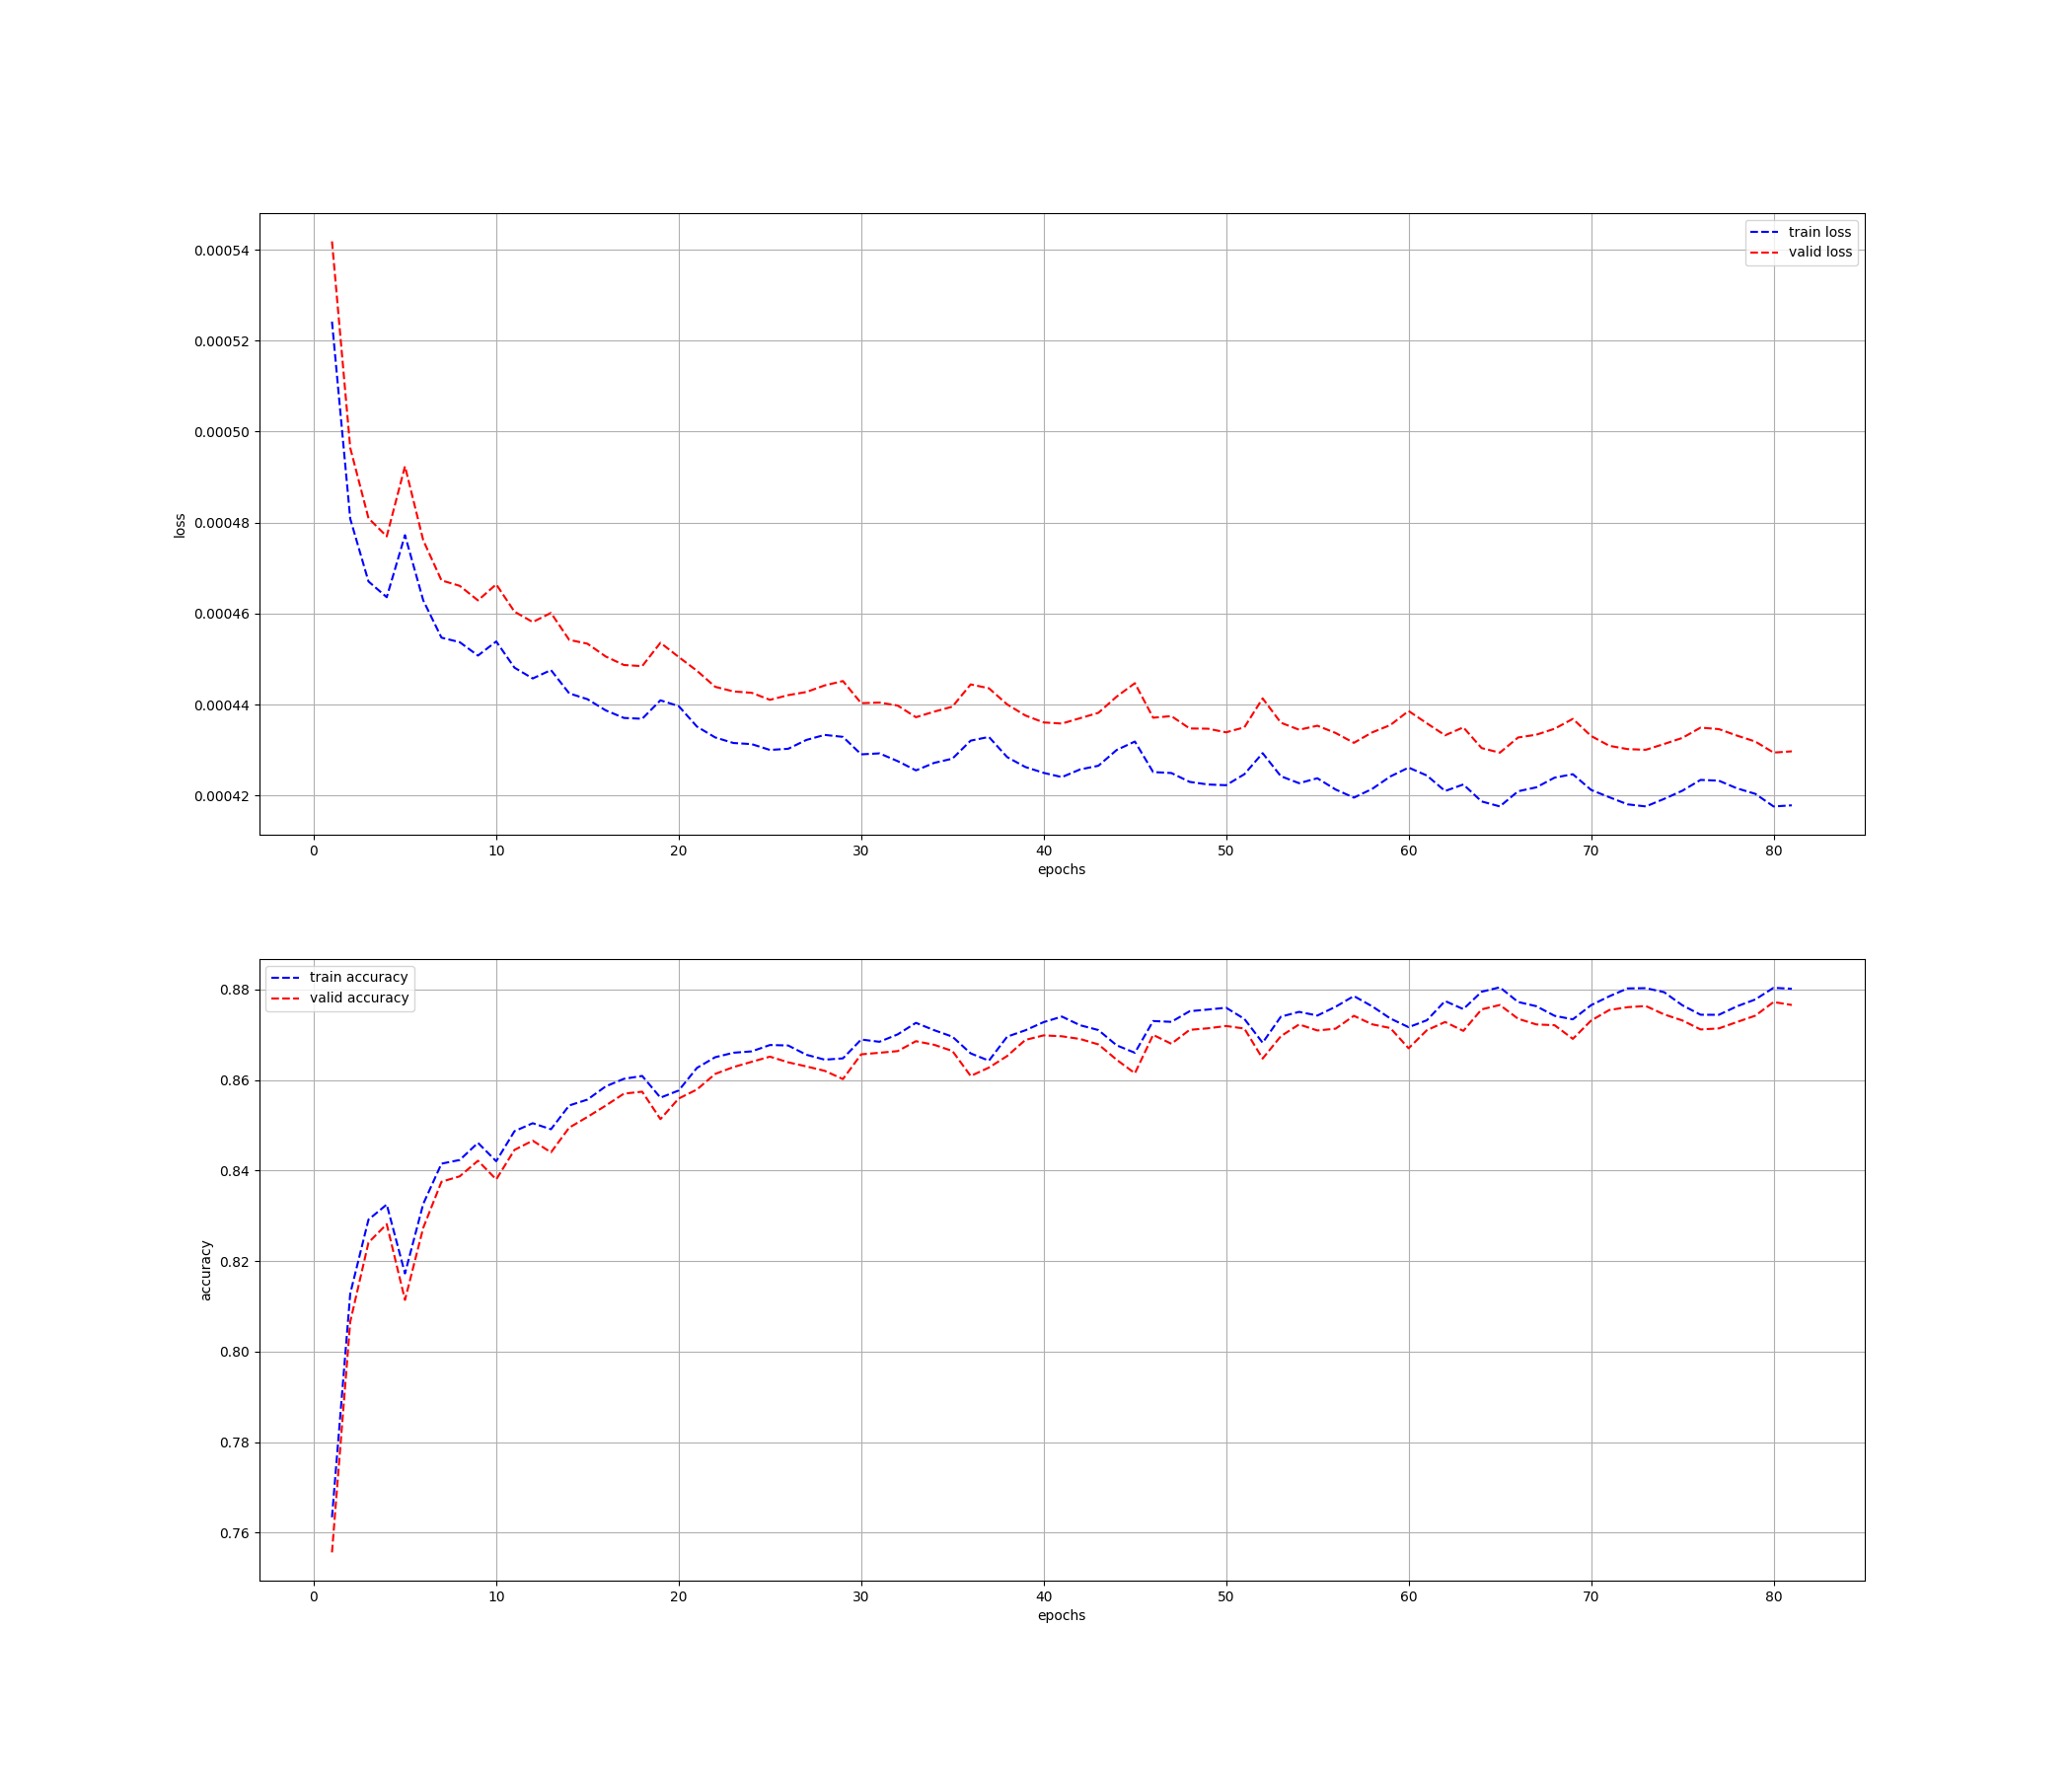 train loss
valid loss
0.00054
0.00052
0.00050
0.00048
0.00046
0.00044
0.00042
loss
0 10 20 30 40 50 60 70 80
epochs
train accuracy
valid accuracy
0.88
0.86
0.84
0.82
0.80
0.78
0.76
accuracy
0 10 20 30 40 50 60 70 80
epochs